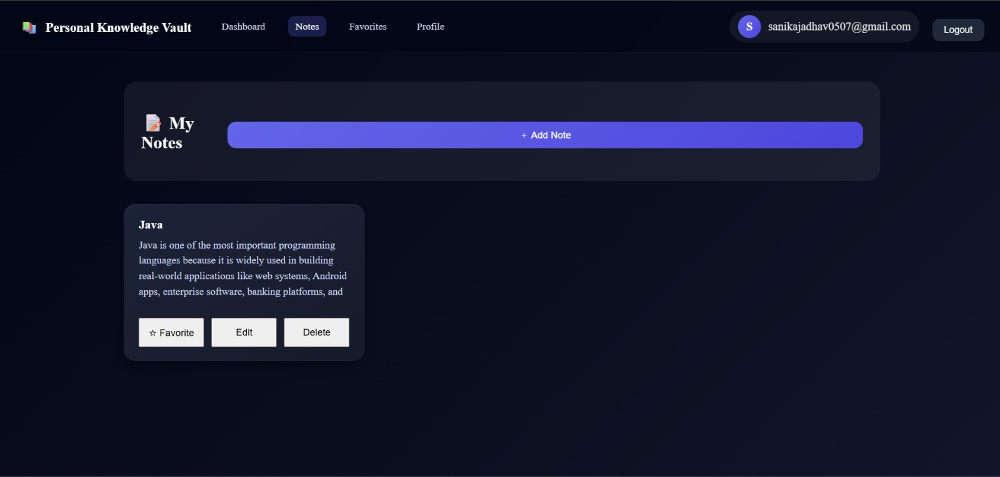 Personal Knowledge Vault
Dashboard
Notes
Favorites
Profile
S
sanikajadhav0507@gmail.com
Logout
📝 My
Notes
+ Add Note
Java
Java is one of the most important programming
languages because it is widely used in building
real-world applications like web systems, Android
apps, enterprise software, banking platforms, and
☆ Favorite
Edit
Delete